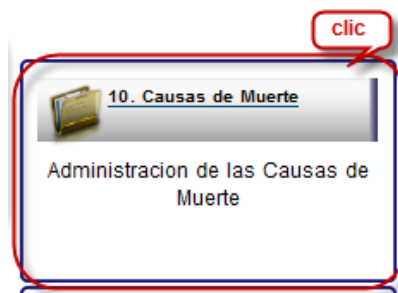 clic
10. Causas de Muerte
Administracion de las Causas de
Muerte